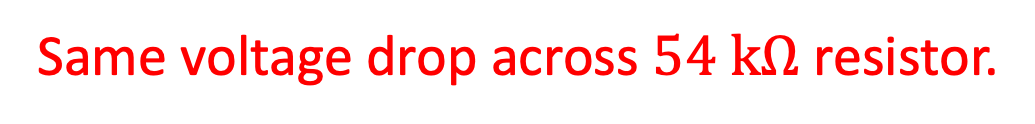 Same voltage drop across 54 kΩ resistor.